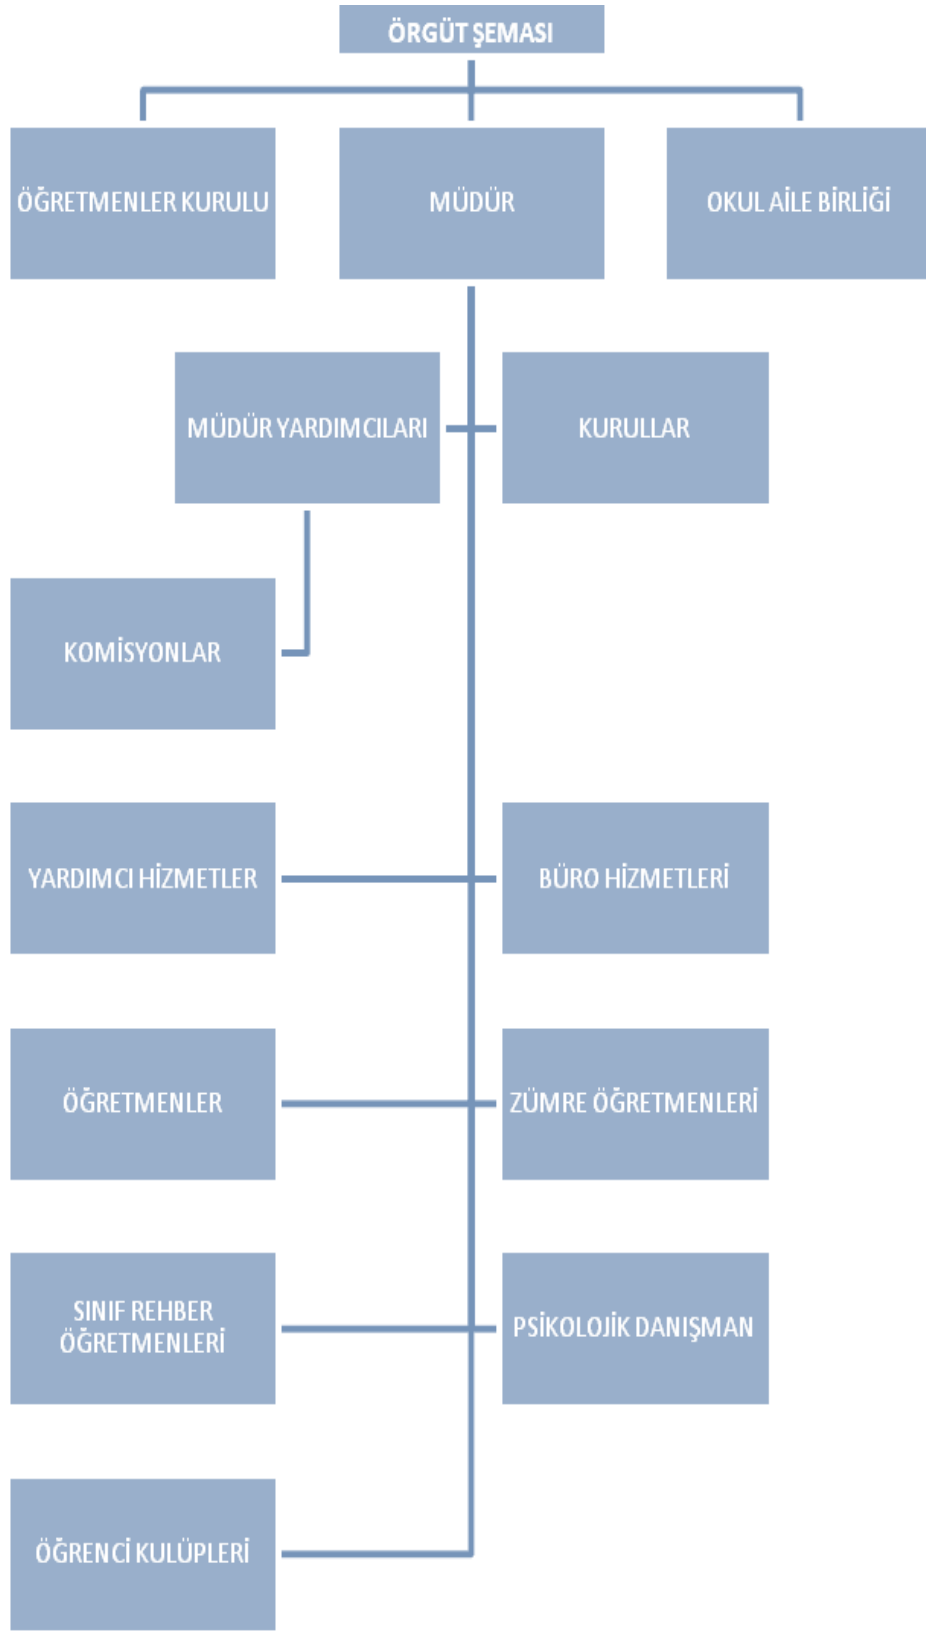 ÖRGÜT ŞEMASI
ÖĞRETMENLER KURULU
MÜDÜR
OKUL AİLE BİRLİĞİ
MÜDÜR YARDIMCILARI
KURULLAR
KOMİSYONLAR
YARDIMCI HİZMETLER
BÜRO HİZMETLERİ
ÖĞRETMENLER
ZÜMRE ÖĞRETMENLERİ
SINIF REHBER
ÖĞRETMENLERİ
PSİKOLOJİK DANIŞMAN
ÖĞRENCİ KULÜPLERİ